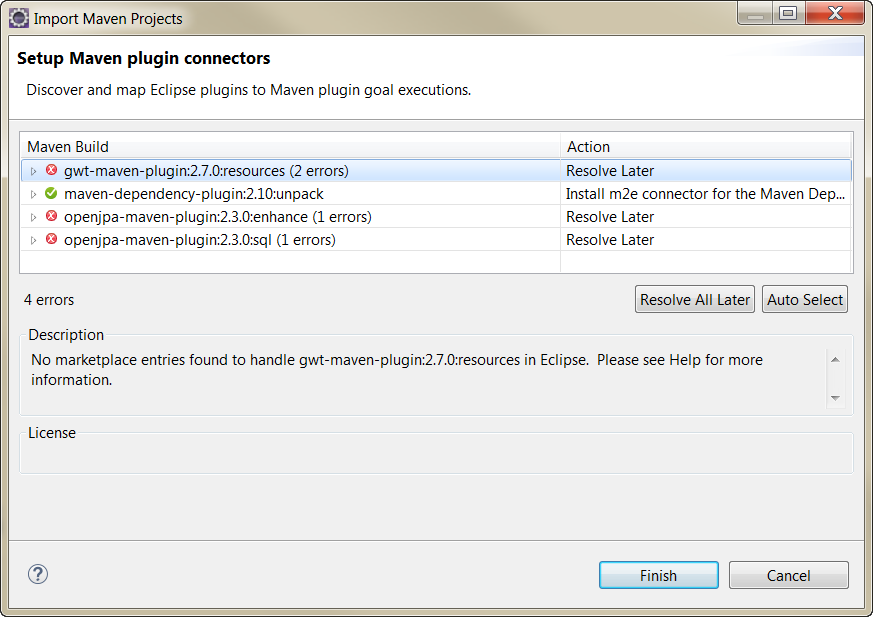 Import Maven Projects
Setup Maven plugin connectors
Discover and map Eclipse plugins to Maven plugin goal executions.
Maven Build Action
gwt-maven-plugin:2.7.0:resources (2 errors) Resolve Later
maven-dependency-plugin:2.10:unpack Install m2e connector for the Maven Dep...
openjpa-maven-plugin:2.3.0:enhance (1 errors) Resolve Later
openjpa-maven-plugin:2.3.0:sql (1 errors) Resolve Later
4 errors Resolve All Later Auto Select
Description
No marketplace entries found to handle gwt-maven-plugin:2.7.0:resources in Eclipse.  Please see Help for more
information.
License
? Finish Cancel